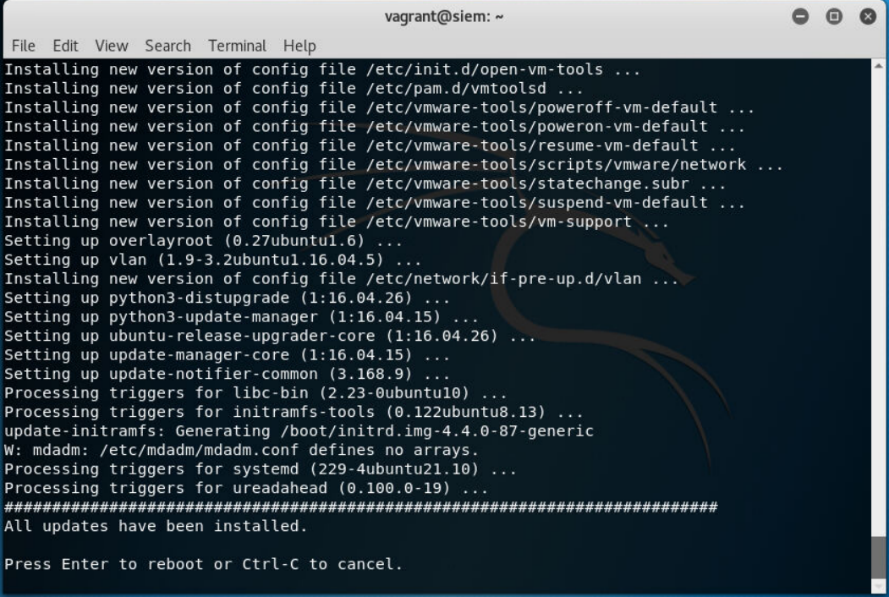 vagrant@siem: ~
File Edit View Search Terminal Help
Installing new version of config file /etc/init.d/open-vm-tools ...
Installing new version of config file /etc/pam.d/vmtoolsd ...
Installing new version of config file /etc/vmware-tools/poweroff-vm-default ...
Installing new version of config file /etc/vmware-tools/poweron-vm-default ...
Installing new version of config file /etc/vmware-tools/resume-vm-default ...
Installing new version of config file /etc/vmware-tools/scripts/vmware/network ...
Installing new version of config file /etc/vmware-tools/statechange.subr ...
Installing new version of config file /etc/vmware-tools/suspend-vm-default ...
Installing new version of config file /etc/vmware-tools/vm-support ...
Setting up overlayroot (0.27ubuntu1.6) ...
Setting up vlan (1.9-3.2ubuntu1.16.04.5) ...
Installing new version of config file /etc/network/if-pre-up.d/vlan ...
Setting up python3-distupgrade (1:16.04.26) ...
Setting up python3-update-manager (1:16.04.15) ...
Setting up ubuntu-release-upgrader-core (1:16.04.26) ...
Setting up update-manager-core (1:16.04.15) ...
Setting up update-notifier-common (3.168.9) ...
Processing triggers for libc-bin (2.23-0ubuntu10) ...
Processing triggers for initramfs-tools (0.122ubuntu8.13) ...
update-initramfs: Generating /boot/initrd.img-4.4.0-87-generic
W: mdadm: /etc/mdadm/mdadm.conf defines no arrays.
Processing triggers for systemd (229-4ubuntu21.10) ...
Processing triggers for ureadahead (0.100.0-19) ...
###########################################################################
All updates have been installed.
Press Enter to reboot or Ctrl-C to cancel.